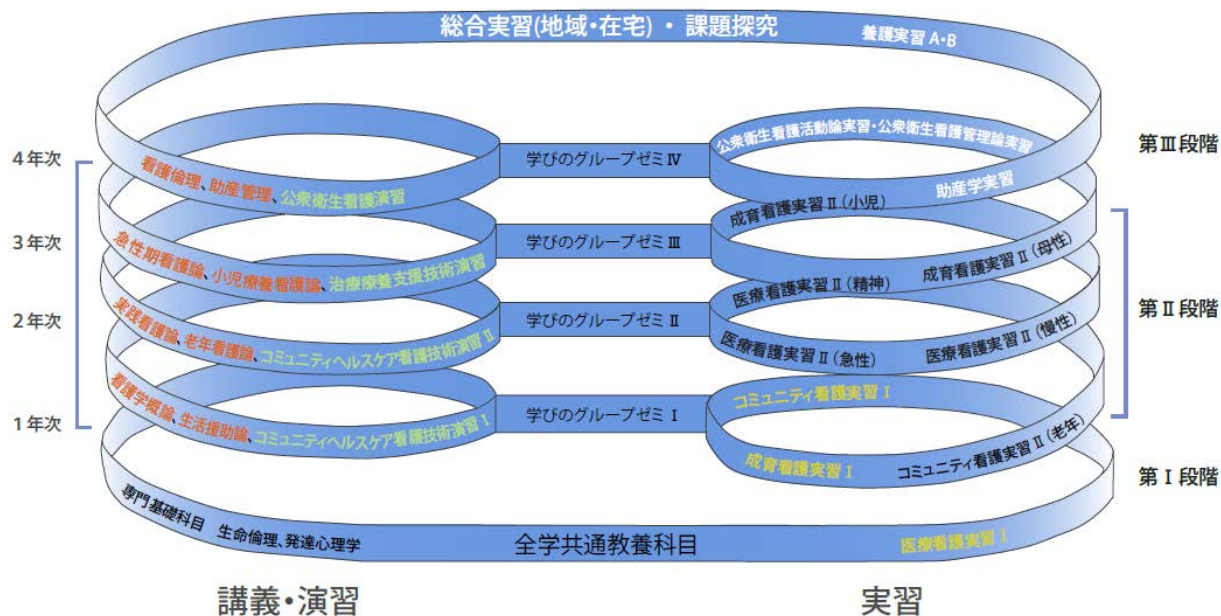 総合実習(地域・在宅)・課題探究
養護実習 A・B
公衆衛生看護活動論実習・公衆衛生看護管理論実習
第Ⅲ段階
4年次
学びのグループゼミ Ⅳ
看護倫理、助産管理、公衆衛生看護演習
助産学実習
成育看護実習Ⅱ(小児)
3年次
学びのグループゼミ Ⅲ
急性期看護論、小児療養看護論、治療療養支援技術演習
成育看護実習Ⅱ(母性)
医療看護実習Ⅱ(精神)
第Ⅱ段階
2年次
学びのグループゼミ Ⅱ
実践看護論、老年看護論、コミュニティヘルスケア看護技術演習Ⅱ
医療看護実習Ⅱ(慢性)
医療看護実習Ⅱ(急性)
コミュニティ看護実習Ⅰ
1年次
学びのグループゼミ Ⅰ
看護学概論、生活援助論、コミュニティヘルスケア看護技術演習Ⅰ
コミュニティ看護実習Ⅱ(老年)
成育看護実習Ⅰ
第Ⅰ段階
専門基礎科目 生命倫理、発達心理学
全学共通教養科目
医療看護実習Ⅰ
講義・演習
実習